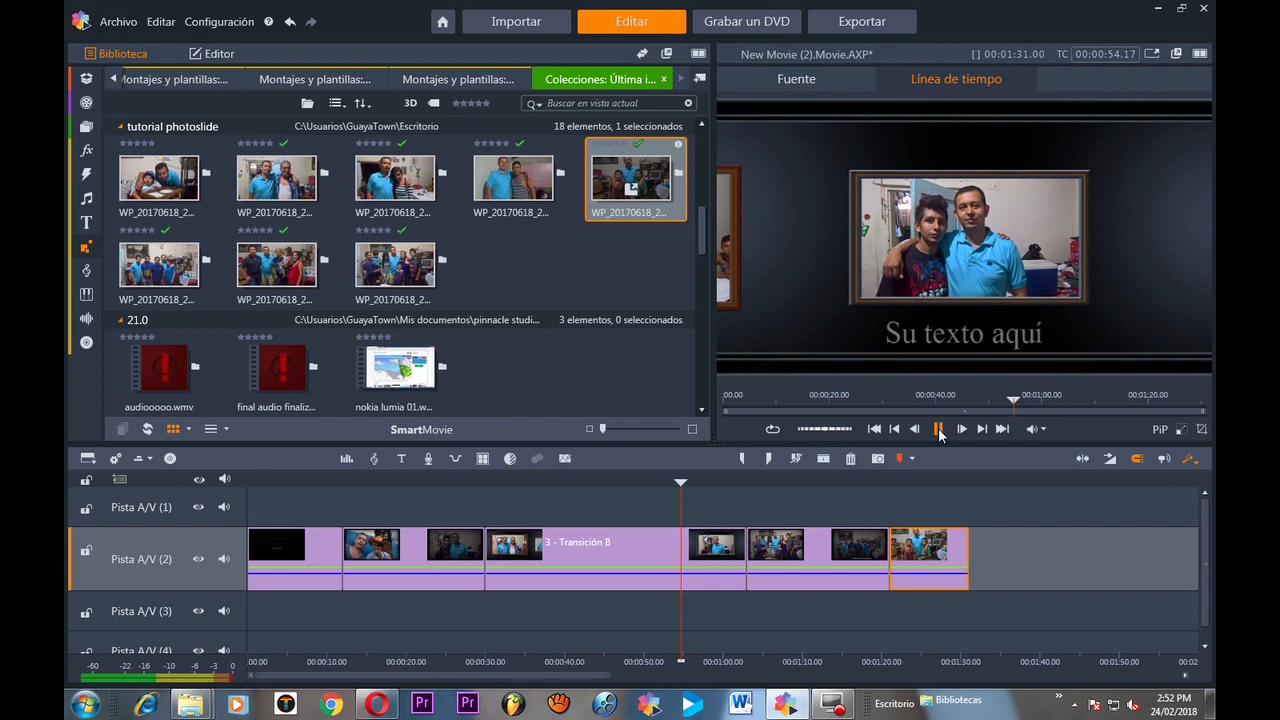 Archivo Editar Configuración
Importar Editar Grabar un DVD Exportar
Biblioteca Editor
New Movie (2).Movie.AXP* [] 00:01:31.00 TC 00:00:54.17
Montajes y plantillas:... Montajes y plantillas:... Montajes y plantillas:... Colecciones: Última i... x
Fuente Línea de tiempo
3D Buscar en vista actual
tutorial photoslide C:\Usuarios\GuayaTown\Escritorio 18 elementos, 1 seleccionados
WP_20170618_2... WP_20170618_2... WP_20170618_2... WP_20170618_2... WP_20170618_2...
WP_20170618_2... WP_20170618_2... WP_20170618_2...
21.0 C:\Usuarios\GuayaTown\Mis documentos\pinnacle studi... 3 elementos, 0 seleccionados
audiooooo.wmv final audio finaliz... nokia lumia 01.w...
Su texto aquí
:00.00 00:00:20.00 00:00:40.00 00:01:00.00 00:01:20.00
SmartMovie
PiP
Pista A/V (1)
Pista A/V (2)
3 - Transición B
Pista A/V (3)
Pista A/V (4)
-60 -22 -16 -10 -6 -3 0
:00.00 00:00:10.00 00:00:20.00 00:00:30.00 00:00:40.00 00:00:50.00 00:01:00.00 00:01:10.00 00:01:20.00 00:01:30.00 00:01:40.00 00:01:50.00 00:02
Pr Pr
Escritorio Bibliotecas
2:52 PM
24/02/2018